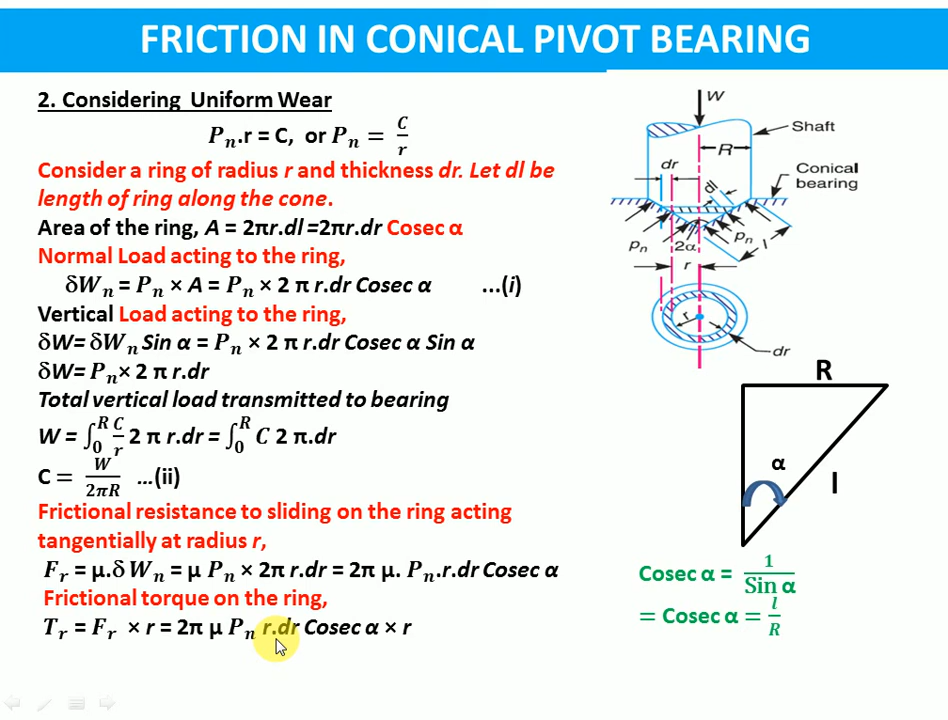 FRICTION IN CONICAL PIVOT BEARING
2. Considering Uniform Wear
Pₙ.r = C, or Pₙ = C/r
Consider a ring of radius r and thickness dr. Let dl be
length of ring along the cone.
Area of the ring, A = 2πr.dl =2πr.dr Cosec α
Normal Load acting to the ring,
δWₙ = Pₙ × A = Pₙ × 2 π r.dr Cosec α ...(i)
Vertical Load acting to the ring,
δW= δWₙ Sin α = Pₙ × 2 π r.dr Cosec α Sin α
δW= Pₙ× 2 π r.dr
Total vertical load transmitted to bearing
W = ∫₀ᴿ C/r 2 π r.dr = ∫₀ᴿ C 2 π.dr
C = W/2πR …(ii)
Frictional resistance to sliding on the ring acting
tangentially at radius r,
Fᵣ = μ.δ Wₙ = μ Pₙ × 2π r.dr = 2π μ. Pₙ.r.dr Cosec α
Frictional torque on the ring,
Tᵣ = Fᵣ × r = 2π μ Pₙ r.dr Cosec α × r
W
Shaft
R
dr
Conical
bearing
dl
Pₙ
2α
Pₙ
l
r
r
dr
R
α
l
Cosec α = 1/Sin α
= Cosec α = l/R